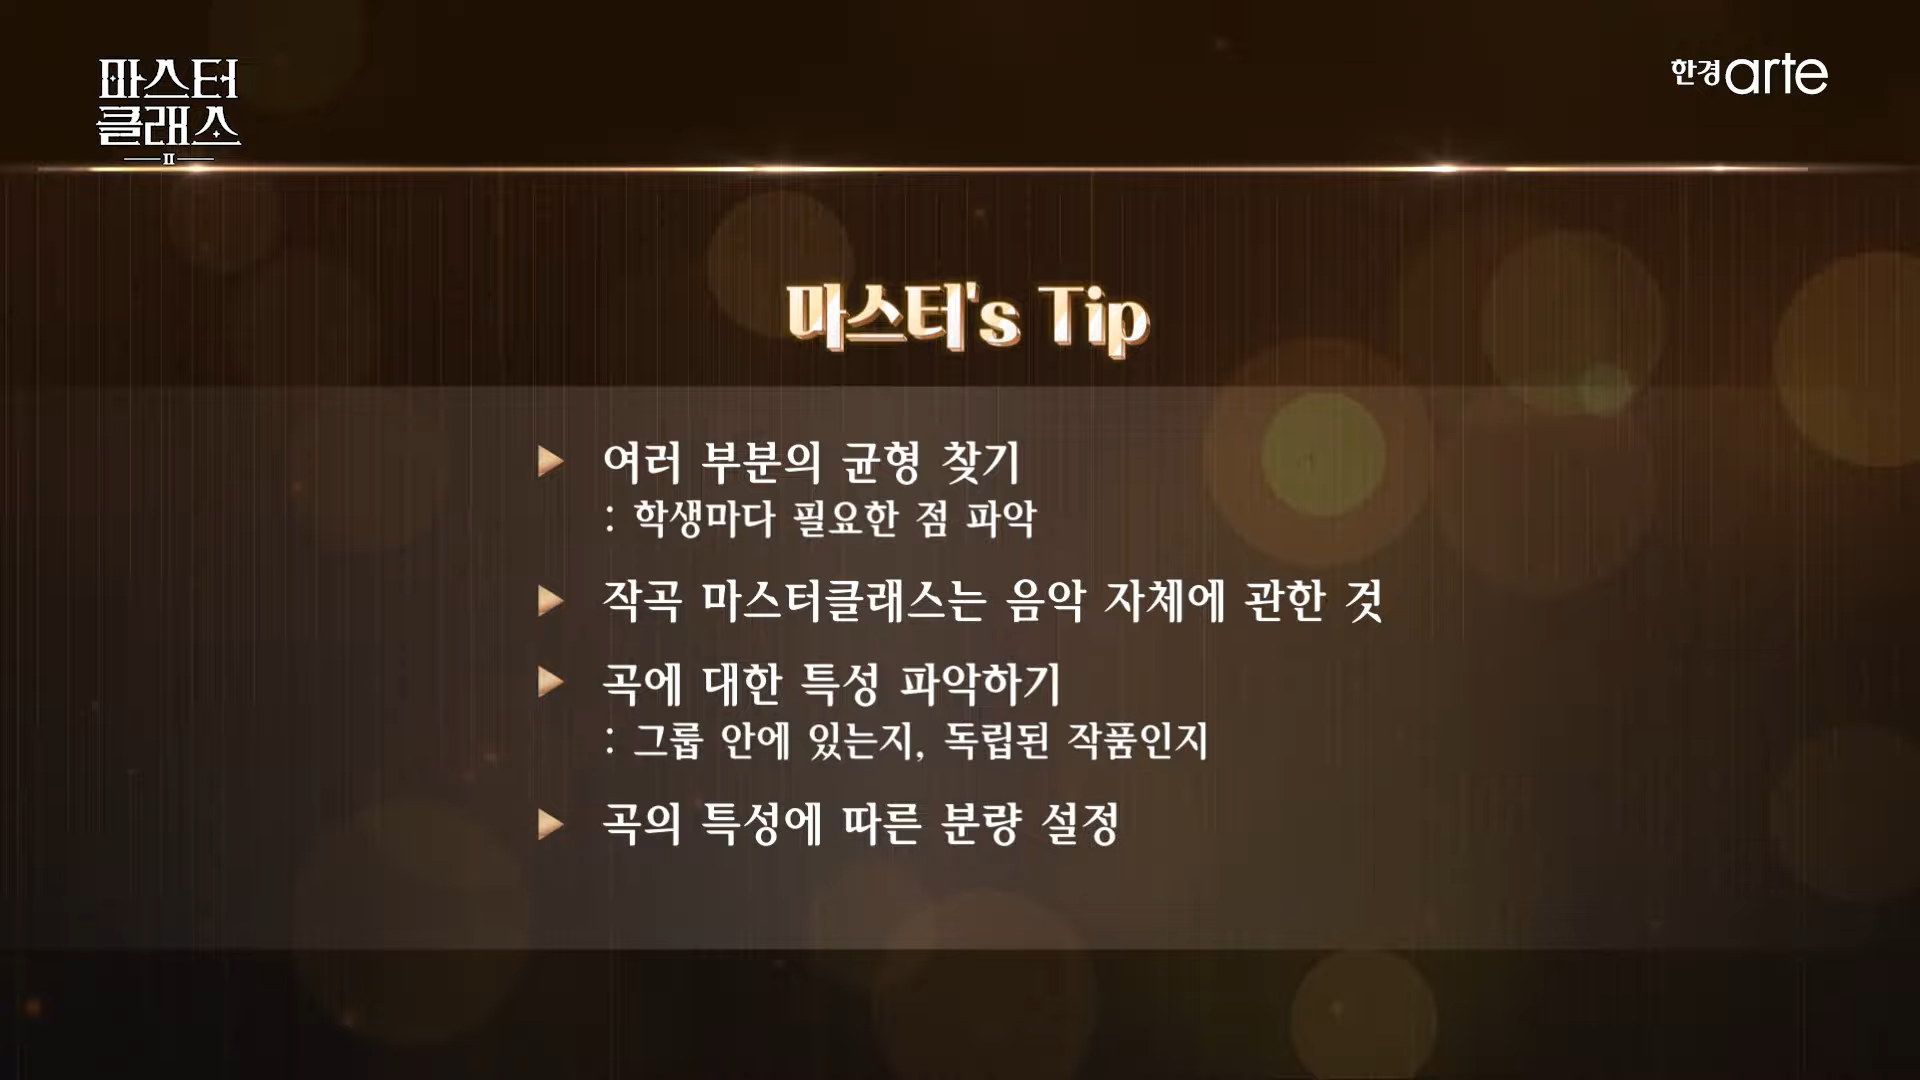 마스터
클래스
II
한경arte
마스터's Tip
여러 부분의 균형 찾기
: 학생마다 필요한 점 파악
작곡 마스터클래스는 음악 자체에 관한 것
곡에 대한 특성 파악하기
: 그룹 안에 있는지, 독립된 작품인지
곡의 특성에 따른 분량 설정